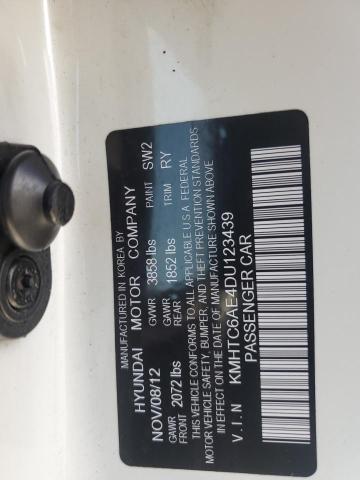 MANUFACTURED IN KOREA BY
HYUNDAI MOTOR COMPANY
NOV/08/12 GVWR 3858 lbs PAINT SW2
GAWR FRONT 2072 lbs GAWR REAR 1852 lbs TRIM RY
THIS VEHICLE CONFORMS TO ALL APPLICABLE U.S.A. FEDERAL
MOTOR VEHICLE SAFETY, BUMPER, AND THEFT PREVENTION STANDARDS
IN EFFECT ON THE DATE OF MANUFACTURE SHOWN ABOVE
V.I.N KMHTC6AE4DU123439
PASSENGER CAR